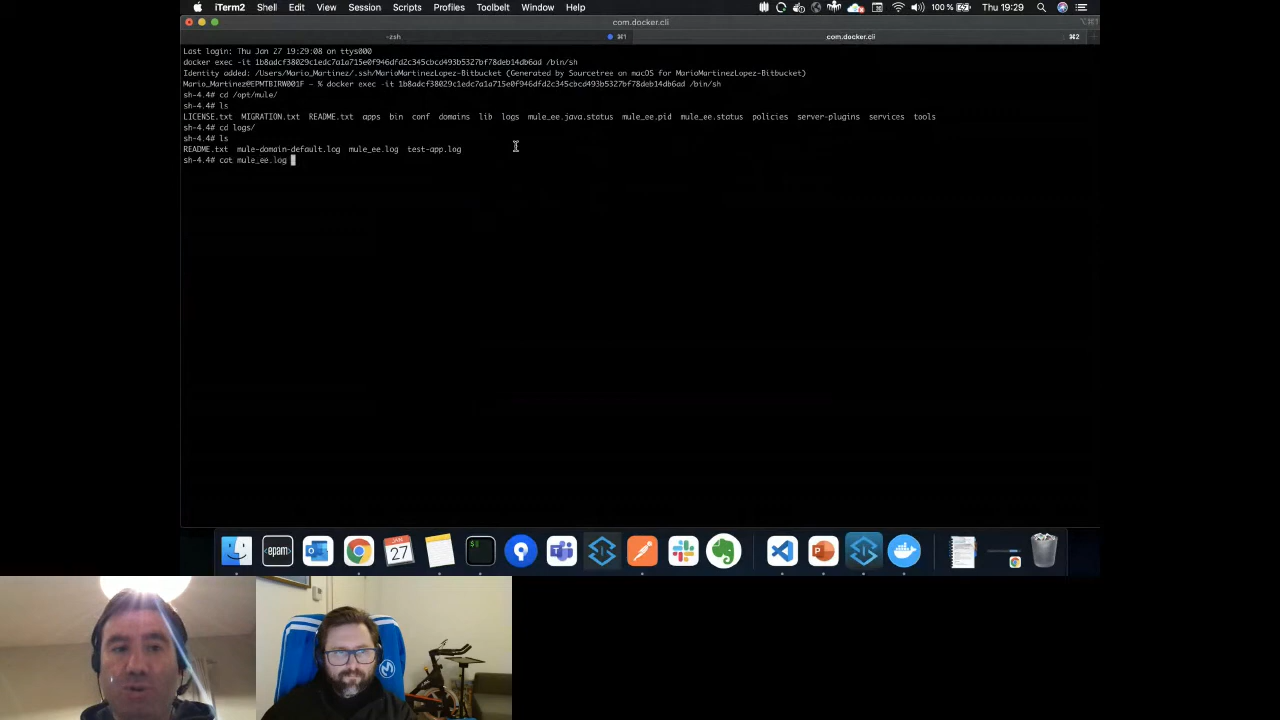 iTerm2 Shell Edit View Session Scripts Profiles Toolbelt Window Help 100 % Thu 19:29
com.docker.cli
-zsh ⌘1 com.docker.cli ⌘2
Last login: Thu Jan 27 19:29:08 on ttys000
docker exec -it 1b8adcf38029c1edc7a1a715e0f946dfd2c345cbcd493b5327bf78deb14db6ad /bin/sh
Identity added: /Users/Mario_Martinez/.ssh/MarioMartinezLopez-Bitbucket (Generated by Sourcetree on macOS for MarioMartinezLopez-Bitbucket)
Mario_Martinez@EPMTBIRW001F ~ % docker exec -it 1b8adcf38029c1edc7a1a715e0f946dfd2c345cbcd493b5327bf78deb14db6ad /bin/sh
sh-4.4# cd /opt/mule/
sh-4.4# ls
LICENSE.txt MIGRATION.txt README.txt apps bin conf domains lib logs mule_ee.java.status mule_ee.pid mule_ee.status policies server-plugins services tools
sh-4.4# cd logs/
sh-4.4# ls
README.txt mule-domain-default.log mule_ee.log test-app.log
sh-4.4# cat mule_ee.log
<epam> 27